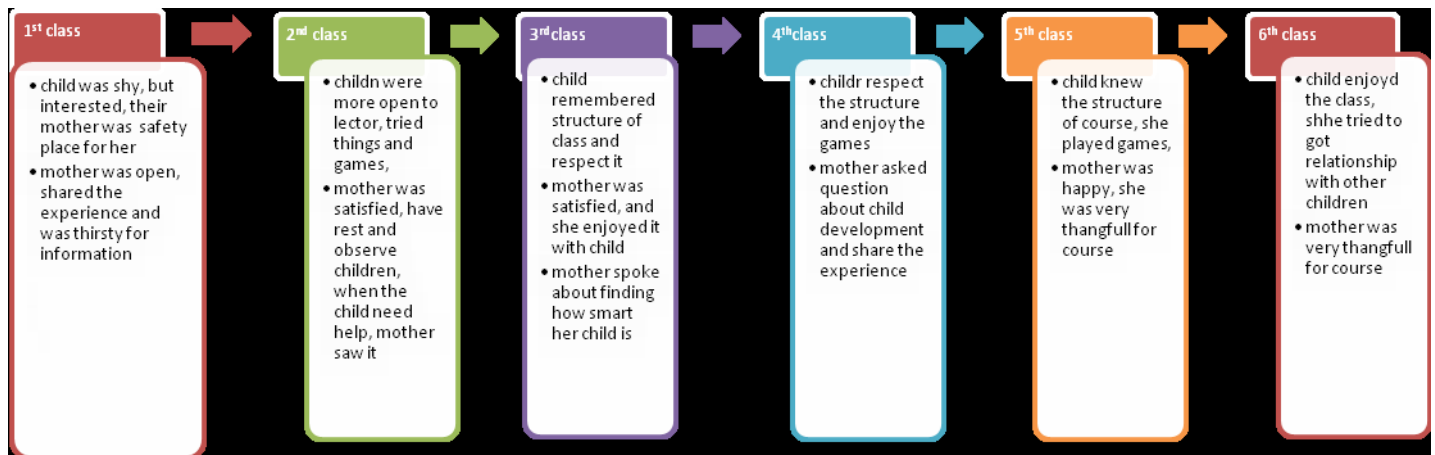 1st class
• child was shy, but
interested, their
mother was safety
place for her
• mother was open,
shared the
experience and
was thirsty for
information
2nd class
• childn were
more open to
lector, tried
things and
games,
• mother was
satisfied, have
rest and
observe
children,
when the
child need
help, mother
saw it
3rdclass
• child
remembered
structure of
class and
respect it
• mother was
satisfied, and
she enjoyed it
with child
• mother spoke
about finding
how smart
her child is
4thclass
• childr respect
the structure
and enjoy the
games
• mother asked
question
about child
development
and share the
experience
5th class
• child knew
the structure
of course, she
played games,
• mother was
happy, she
was very
thangfull for
course
6th class
• child enjoyd
the class,
shhe tried to
got
relationship
with other
children
• mother was
very thangfull
for course